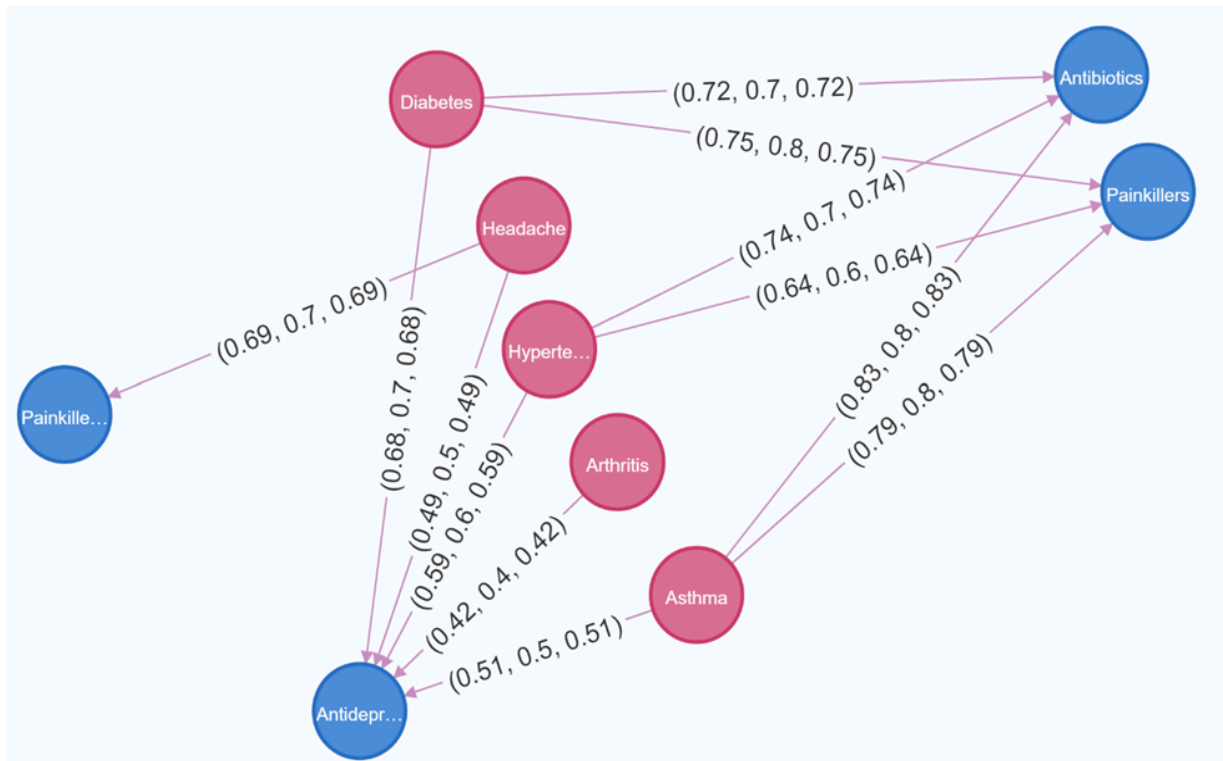 Diabetes
(0.72, 0.7, 0.72)
Antibiotics
(0.75, 0.8, 0.75)
Painkillers
Headache
(0.74, 0.7, 0.74)
(0.64, 0.6, 0.64)
(0.69, 0.7, 0.69)
Hyperte...
(0.83, 0.8, 0.83)
(0.68, 0.7, 0.68)
(0.49, 0.5, 0.49)
(0.79, 0.8, 0.79)
Painkille...
(0.59, 0.6, 0.59)
Arthritis
(0.42, 0.4, 0.42)
Asthma
(0.51, 0.5, 0.51)
Antidepr...